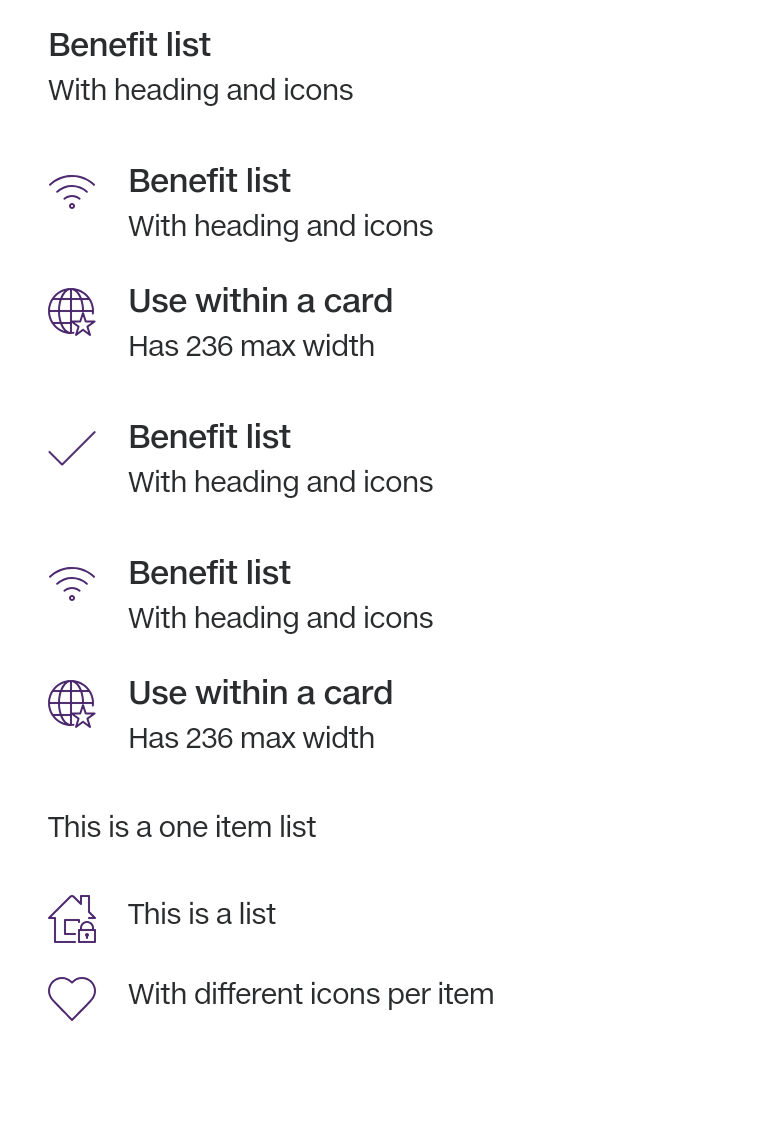 Benefit list
With heading and icons
Benefit list
With heading and icons
Use within a card
Has 236 max width
Benefit list
With heading and icons
Benefit list
With heading and icons
Use within a card
Has 236 max width
This is a one item list
This is a list
With different icons per item